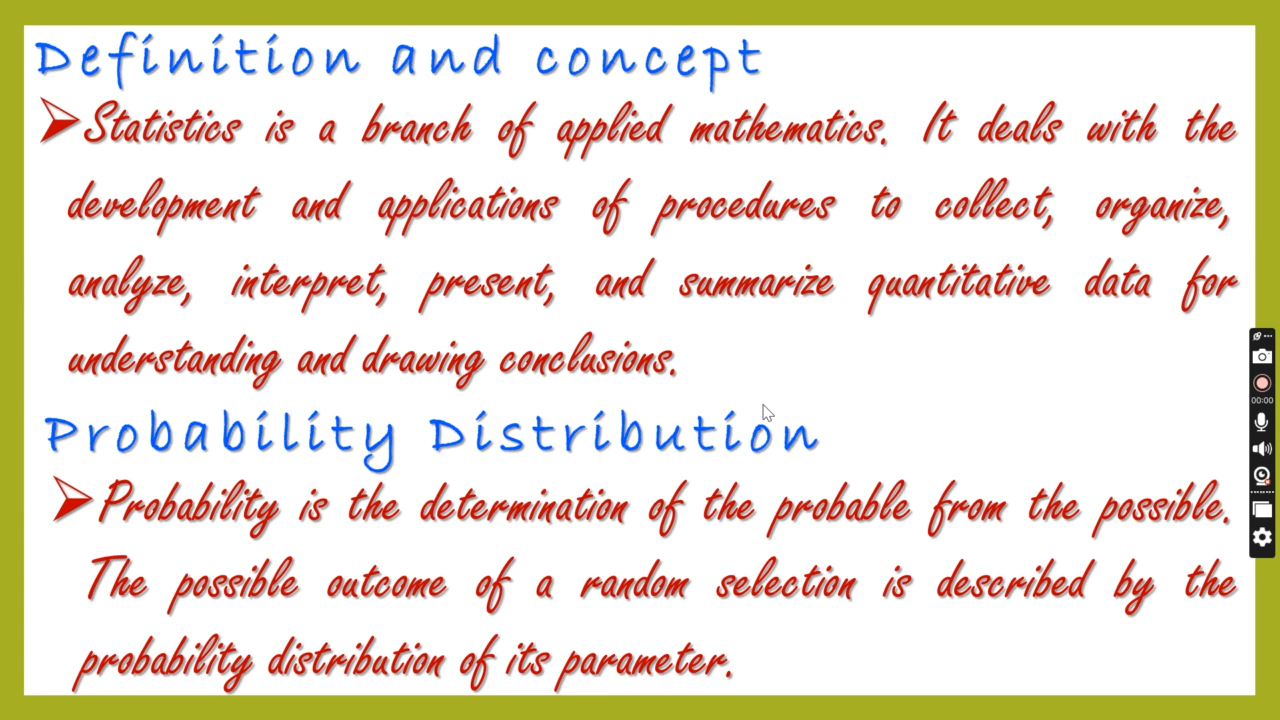 Definition and concept
Statistics is a branch of applied mathematics. It deals with the
development and applications of procedures to collect, organize,
analyze, interpret, present, and summarize quantitative data for
understanding and drawing conclusions.
Probability Distribution
Probability is the determination of the probable from the possible.
The possible outcome of a random selection is described by the
probability distribution of its parameter.
00:00